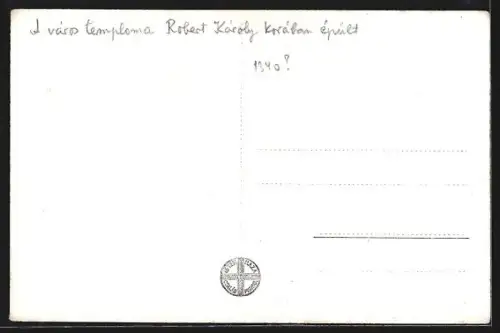 A város temploma Robert Károly korában épült
1340?